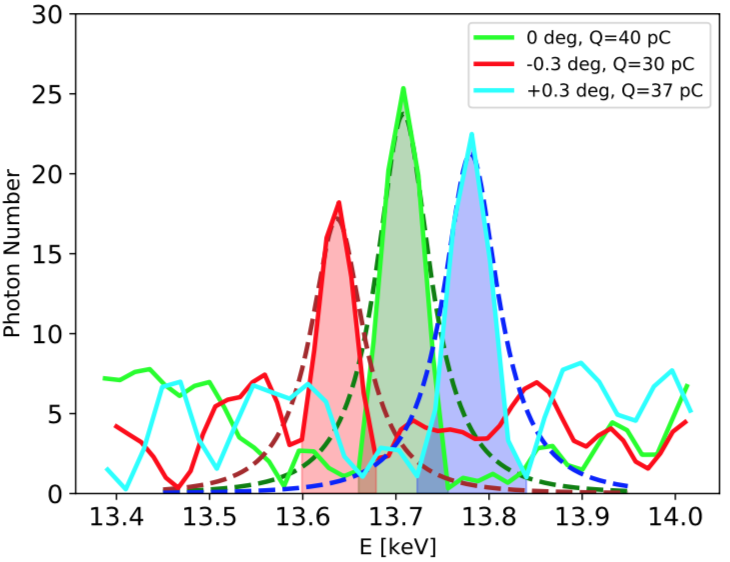 30
25
20
15
10
5
0
Photon Number
0 deg, Q=40 pC
-0.3 deg, Q=30 pC
+0.3 deg, Q=37 pC
13.4 13.5 13.6 13.7 13.8 13.9 14.0
E [keV]